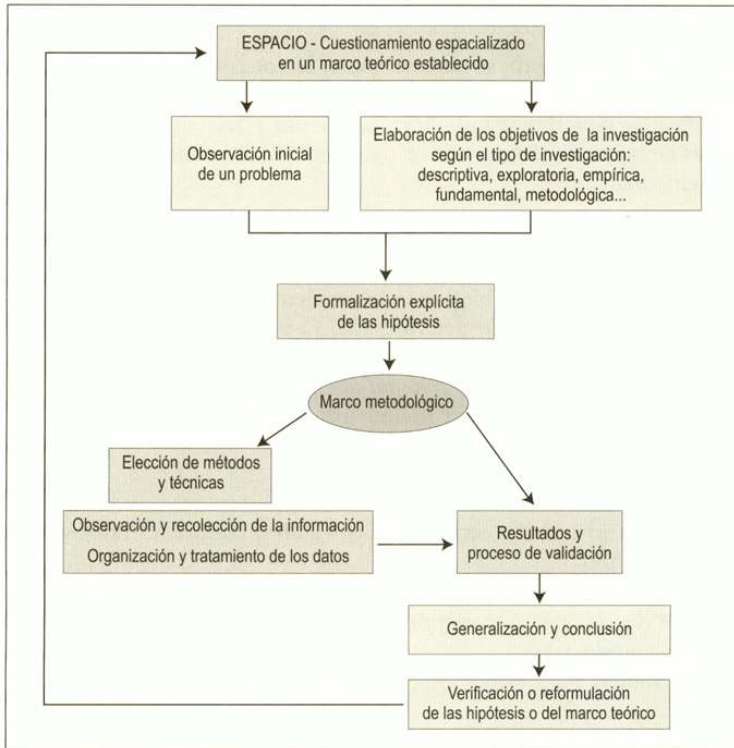 ESPACIO - Cuestionamiento espacializado
en un marco teórico establecido
Observación inicial
de un problema
Elaboración de los objetivos de la investigación
según el tipo de investigación:
descriptiva, exploratoria, empírica,
fundamental, metodológica...
Formalización explícita
de las hipótesis
Marco metodológico
Elección de métodos
y técnicas
Observación y recolección de la información
Organización y tratamiento de los datos
Resultados y
proceso de validación
Generalización y conclusión
Verificación o reformulación
de las hipótesis o del marco teórico